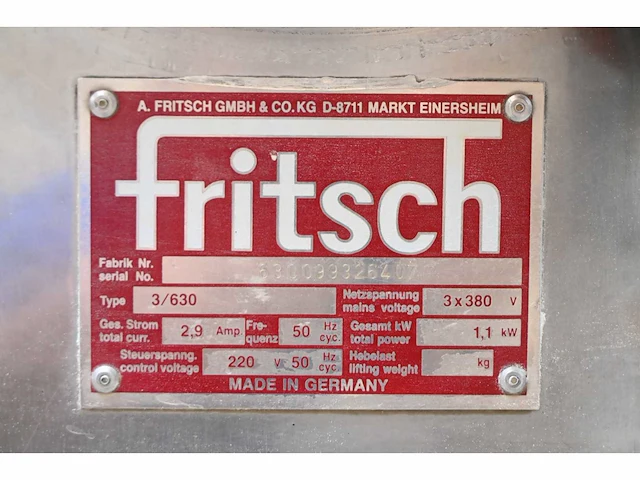 A. FRITSCH GMBH & CO.KG D-8711 MARKT EINERSHEIM
fritsch
Fabrik Nr.
serial No.
Type 3/630 Netzspannung mains voltage 3x380 V
Ges. Strom total curr. 2,9 Amp. Fre-quenz 50 Hz cyc. Gesamt kW total power 1,1 kW
Steuerspanng. control voltage 220 V 50 Hz cyc. Hebelast lifting weight kg
MADE IN GERMANY